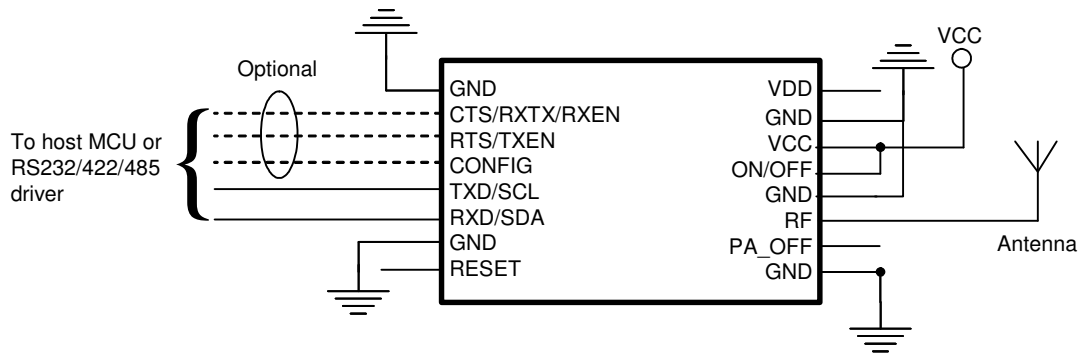 VCC
Optional
To host MCU or
RS232/422/485
driver
GND
CTS/RXTX/RXEN
RTS/TXEN
CONFIG
TXD/SCL
RXD/SDA
GND
RESET
VDD
GND
VCC
ON/OFF
GND
RF
PA_OFF
GND
Antenna